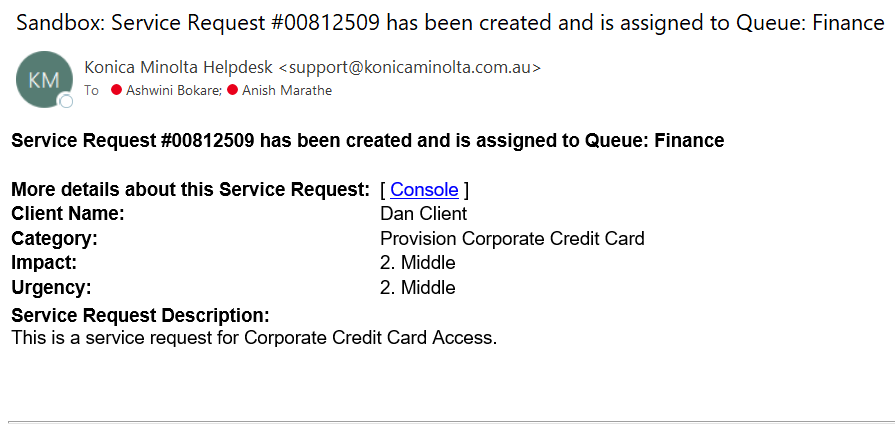 Sandbox: Service Request #00812509 has been created and is assigned to Queue: Finance
KM
Konica Minolta Helpdesk <support@konicaminolta.com.au>
To Ashwini Bokare; Anish Marathe
Service Request #00812509 has been created and is assigned to Queue: Finance
More details about this Service Request: [ Console ]
Client Name: Dan Client
Category: Provision Corporate Credit Card
Impact: 2. Middle
Urgency: 2. Middle
Service Request Description:
This is a service request for Corporate Credit Card Access.